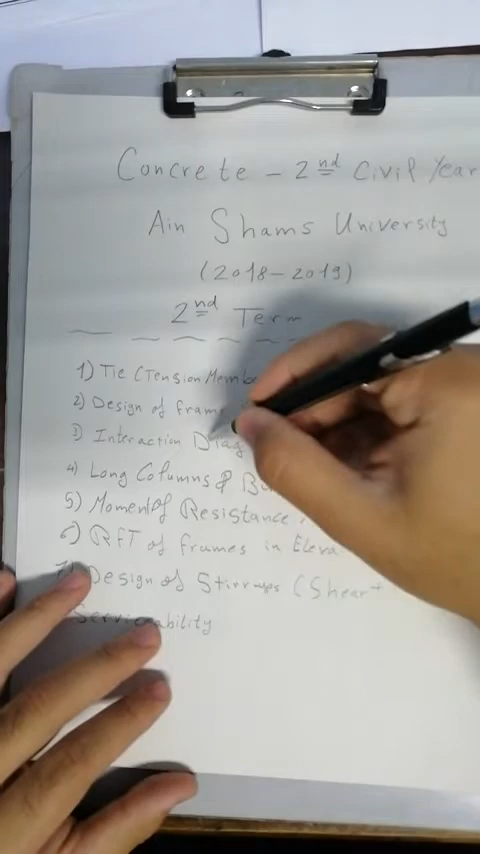 Concrete - 2nd Civil Year
Ain Shams University
(2018-2019)
2nd Term
1) Tie (Tension Membe
2) Design of Frame
3) Interaction Diag
4) Long Columns &
5) Moment of Resistance
6) RFT of frames in Eleva
7) Design of Stirrups (Shear +
Serviceability